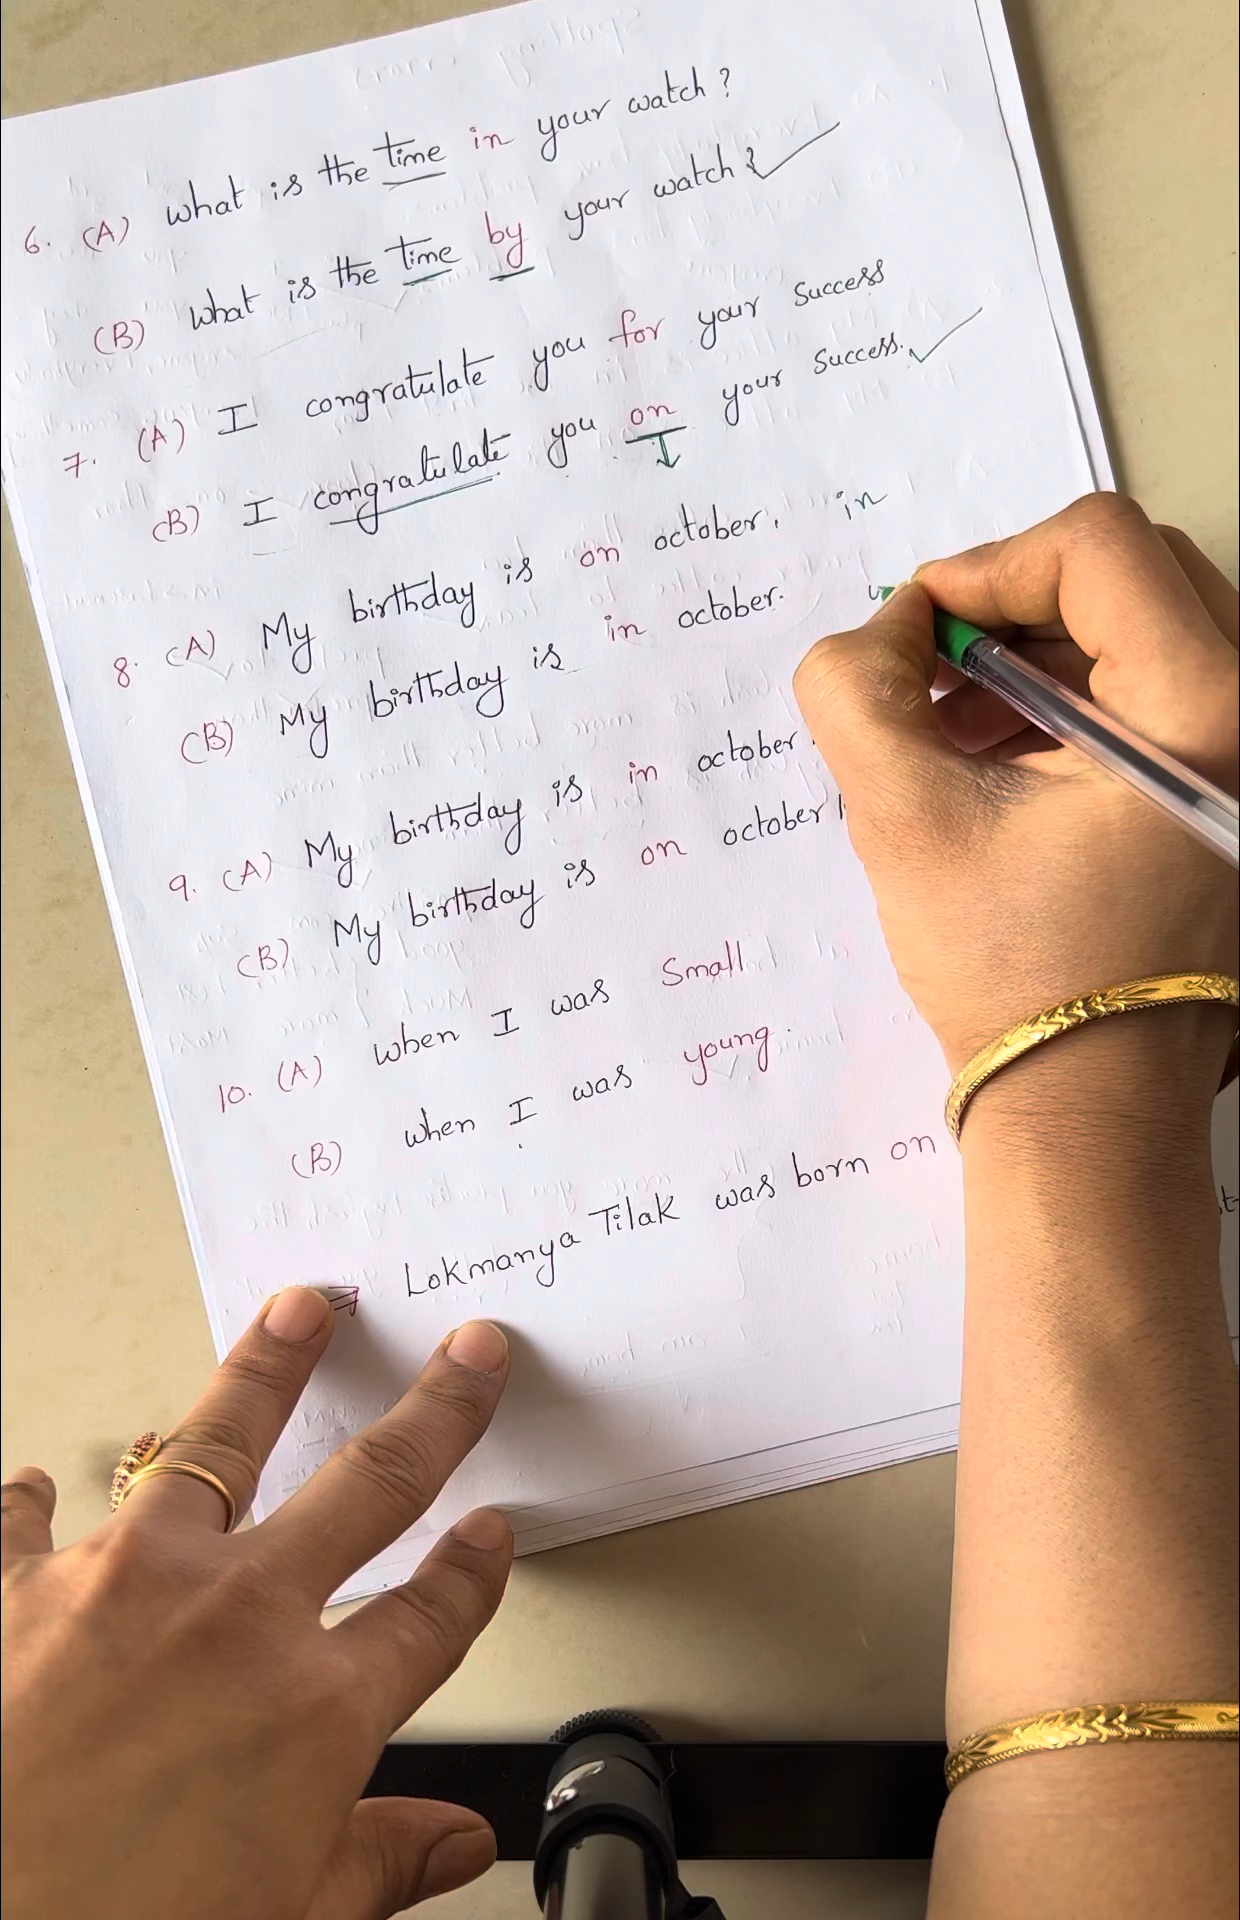 6. (A) What is the time in your watch?
(B) What is the time by your watch?
7. (A) I congratulate you for your success
(B) I congratulate you on your success.
8. (A) My birthday is on october. in
(B) My birthday is in october.
9. (A) My birthday is in october
(B) My birthday is on october
10. (A) when I was Small
(B) when I was young.
Lokmanya Tilak was born on